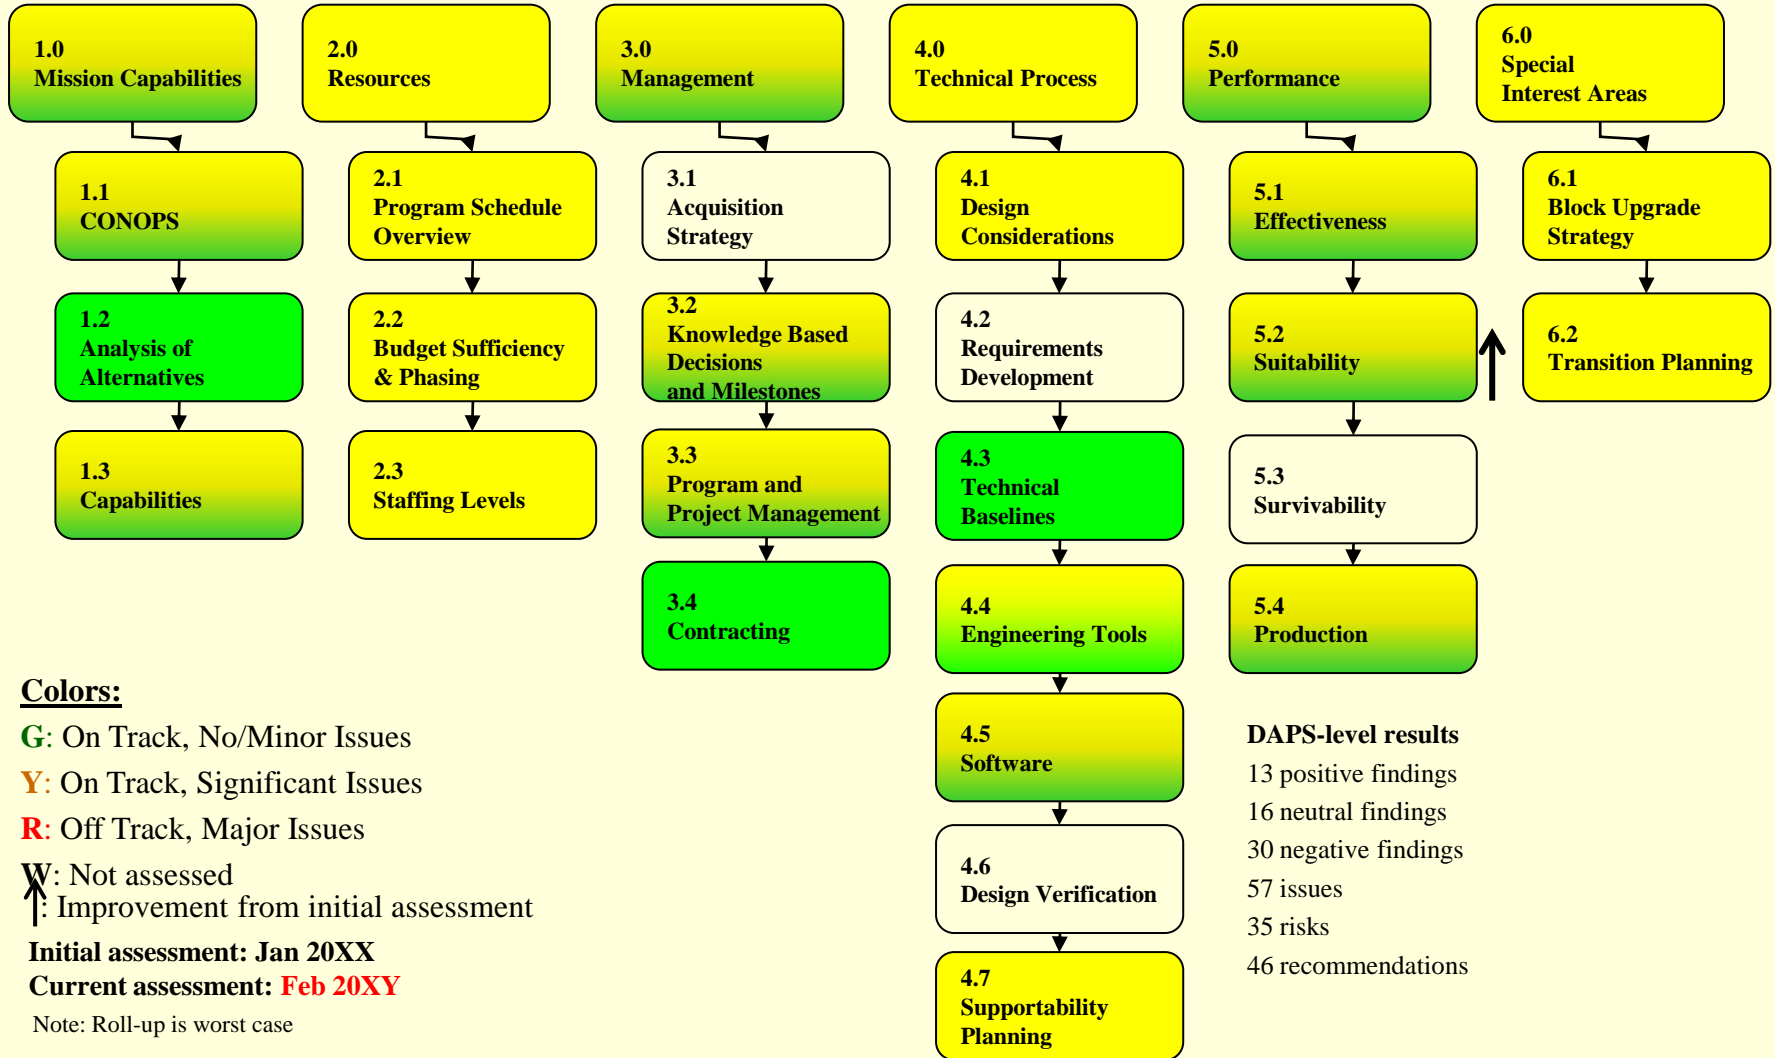 1.0
Mission Capabilities
2.0
Resources
3.0
Management
4.0
Technical Process
5.0
Performance
6.0
Special
Interest Areas
1.1
CONOPS
1.2
Analysis of
Alternatives
1.3
Capabilities
2.1
Program Schedule
Overview
2.2
Budget Sufficiency
& Phasing
2.3
Staffing Levels
3.1
Acquisition
Strategy
3.2
Knowledge Based
Decisions
and Milestones
3.3
Program and
Project Management
3.4
Contracting
4.1
Design
Considerations
4.2
Requirements
Development
4.3
Technical
Baselines
4.4
Engineering Tools
4.5
Software
4.6
Design Verification
4.7
Supportability
Planning
5.1
Effectiveness
5.2
Suitability
5.3
Survivability
5.4
Production
6.1
Block Upgrade
Strategy
6.2
Transition Planning
Colors:
G: On Track, No/Minor Issues
Y: On Track, Significant Issues
R: Off Track, Major Issues
W: Not assessed
: Improvement from initial assessment
Initial assessment: Jan 20XX
Current assessment: Feb 20XY
Note: Roll-up is worst case
DAPS-level results
13 positive findings
16 neutral findings
30 negative findings
57 issues
35 risks
46 recommendations